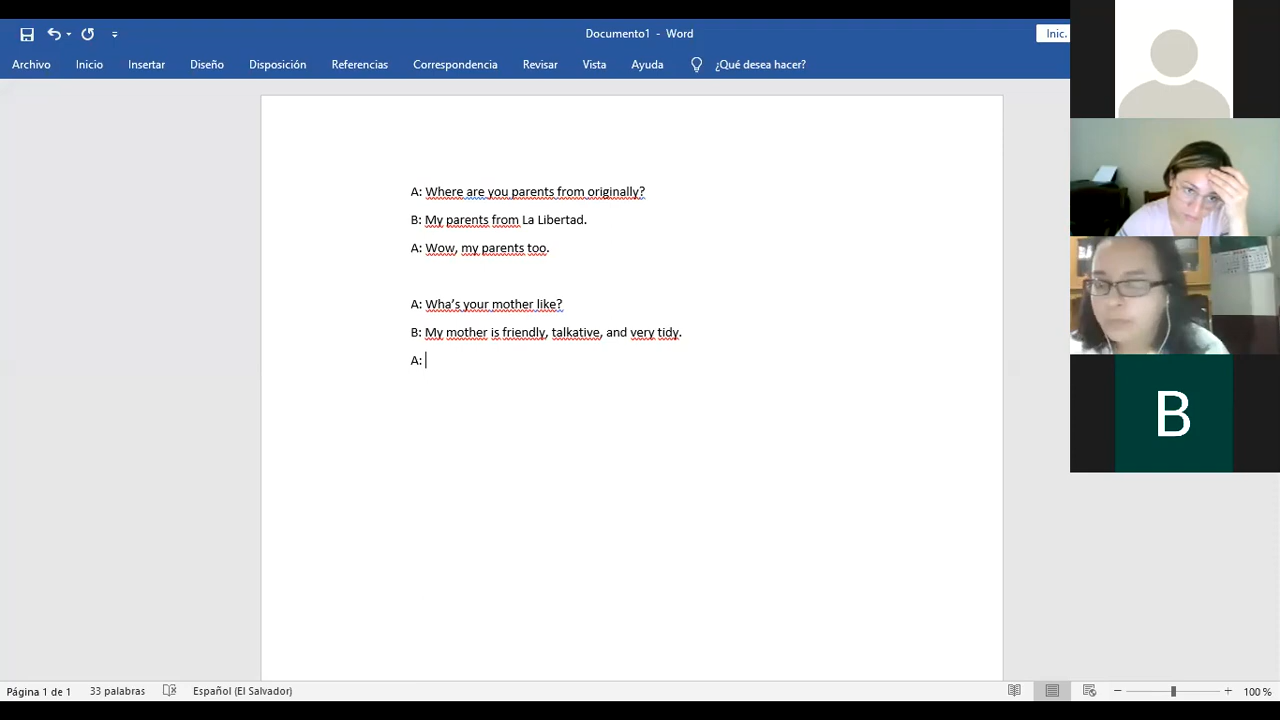 Documento1 - Word
Inic.
Archivo Inicio Insertar Diseño Disposición Referencias Correspondencia Revisar Vista Ayuda ¿Qué desea hacer?
A: Where are you parents from originally?
B: My parents from La Libertad.
A: Wow, my parents too.
A: Wha’s your mother like?
B: My mother is friendly, talkative, and very tidy.
A:
B
Página 1 de 1 33 palabras Español (El Salvador) 100 %